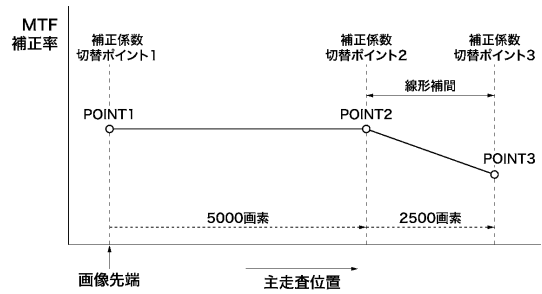 MTF
補正率
補正係数
切替ポイント1
補正係数
切替ポイント2
補正係数
切替ポイント3
線形補間
POINT1
POINT2
POINT3
5000画素
2500画素
画像先端
主走査位置